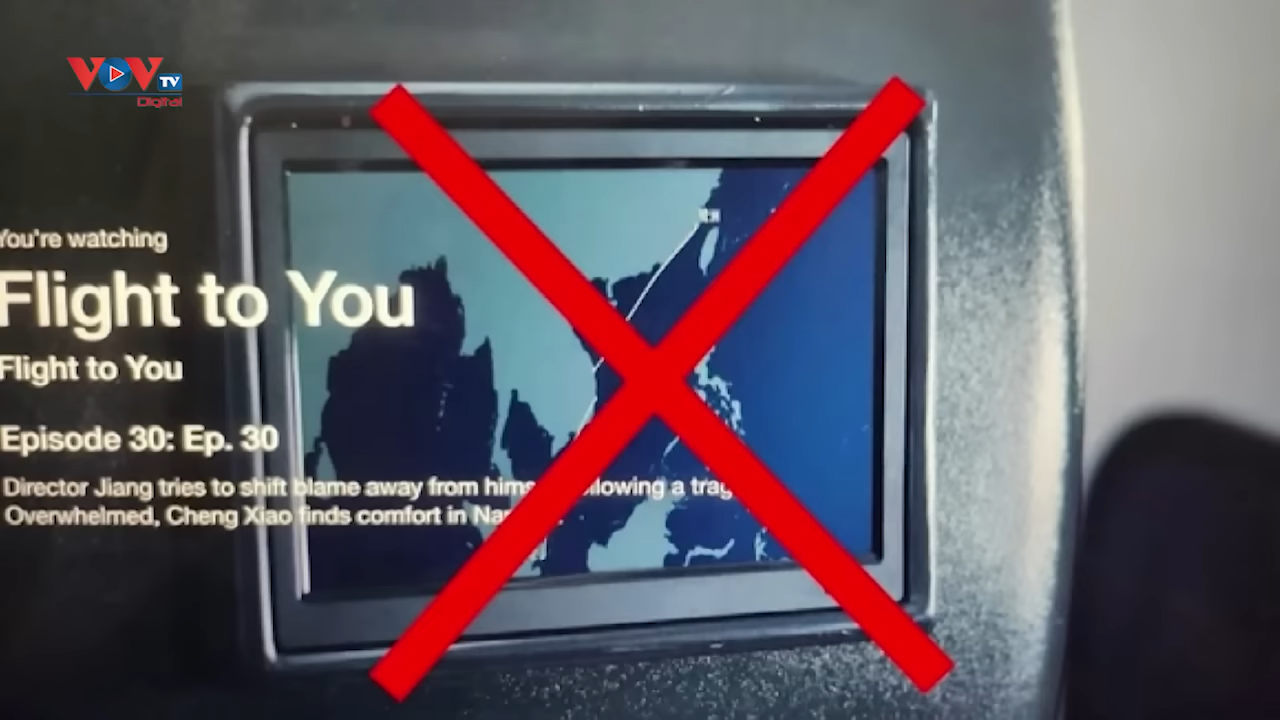 VOV TV
Digital
You're watching
Flight to You
Flight to You
Episode 30: Ep. 30
Director Jiang tries to shift blame away from
Overwhelmed, Cheng Xiao finds comfort in